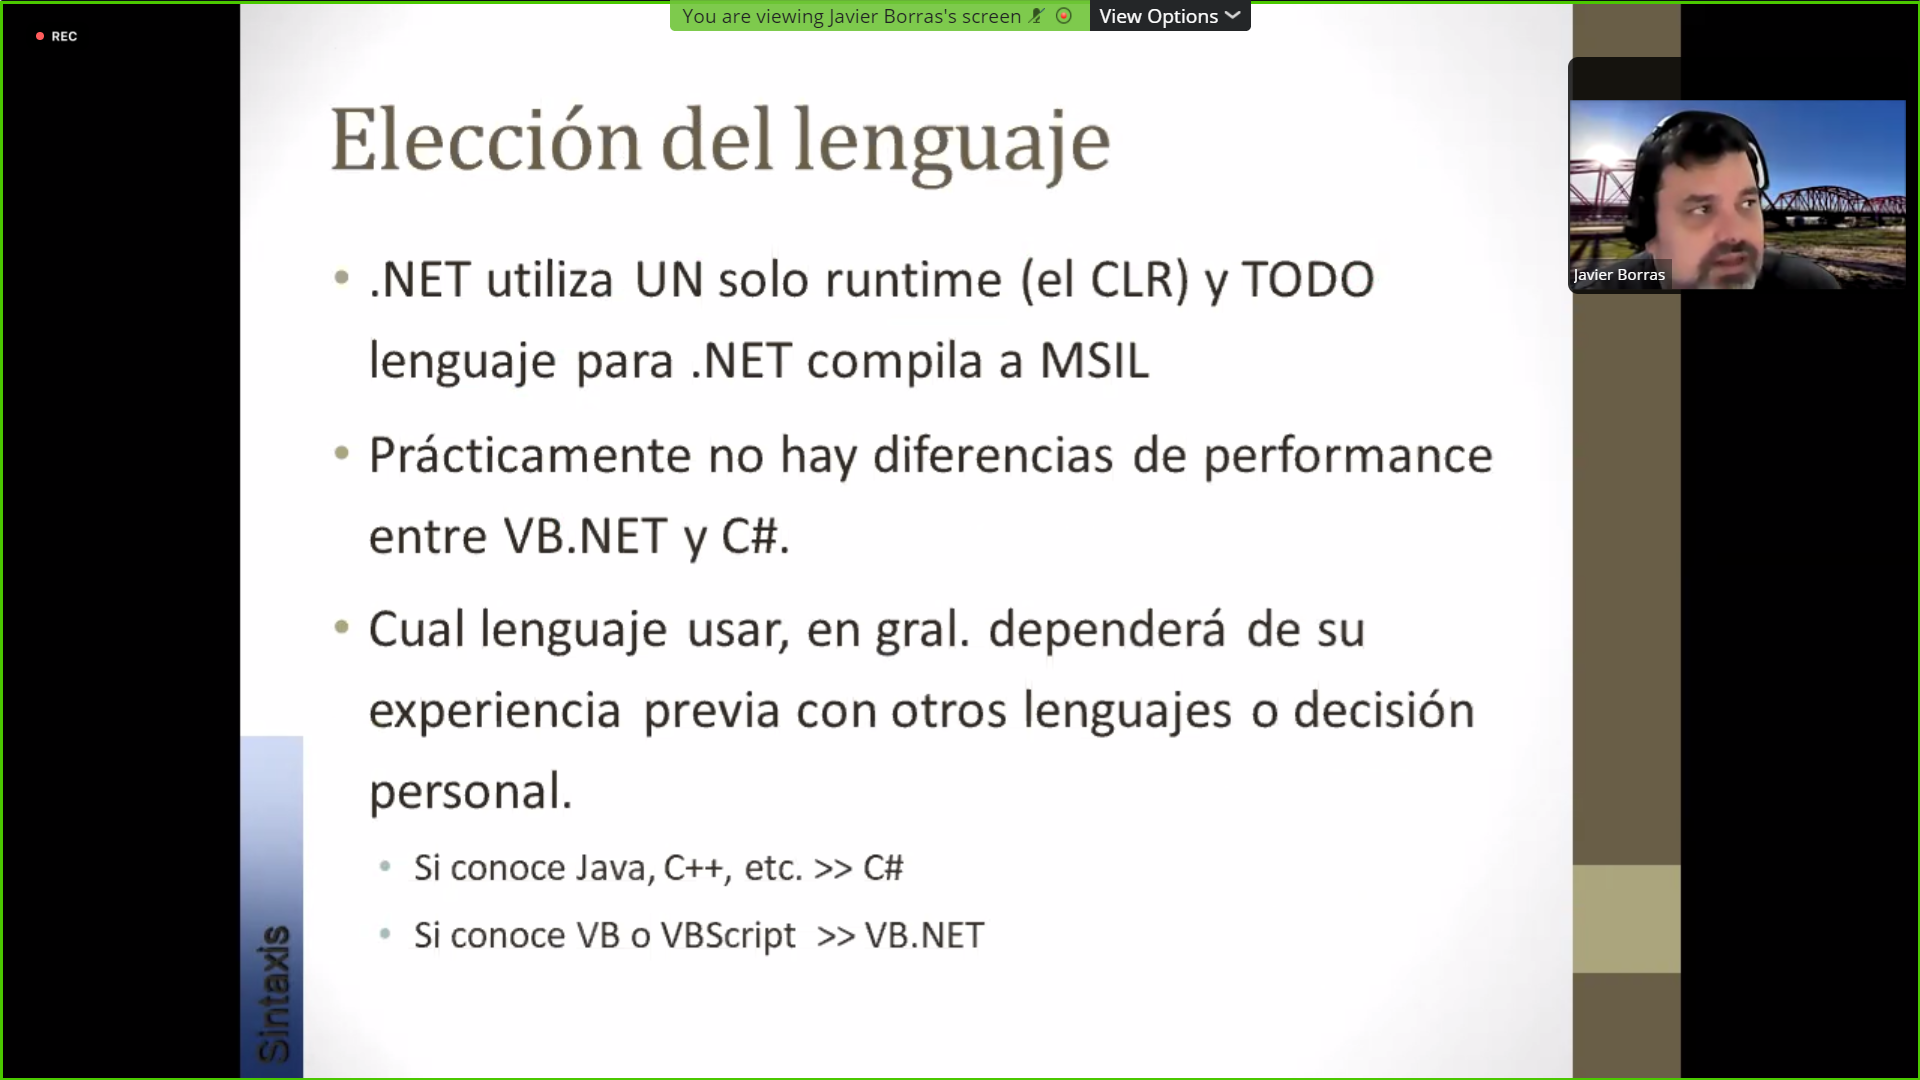 You are viewing Javier Borras's screen
View Options
REC
Elección del lenguaje
• .NET utiliza UN solo runtime (el CLR) y TODO
lenguaje para .NET compila a MSIL
• Prácticamente no hay diferencias de performance
entre VB.NET y C#.
• Cual lenguaje usar, en gral. dependerá de su
experiencia previa con otros lenguajes o decisión
personal.
• Si conoce Java, C++, etc. >> C#
• Si conoce VB o VBScript >> VB.NET
Sintaxis
Javier Borras